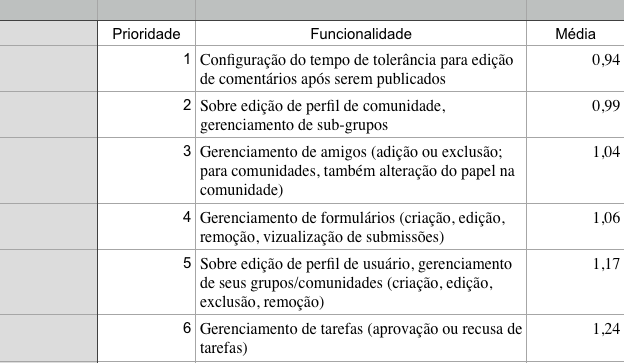 Prioridade Funcionalidade Média
1 Configuração do tempo de tolerância para edição 0,94
de comentários após serem publicados
2 Sobre edição de perfil de comunidade, 0,99
gerenciamento de sub-grupos
3 Gerenciamento de amigos (adição ou exclusão; 1,04
para comunidades, também alteração do papel na
comunidade)
4 Gerenciamento de formulários (criação, edição, 1,06
remoção, vizualização de submissões)
5 Sobre edição de perfil de usuário, gerenciamento 1,17
de seus grupos/comunidades (criação, edição,
exclusão, remoção)
6 Gerenciamento de tarefas (aprovação ou recusa de 1,24
tarefas)